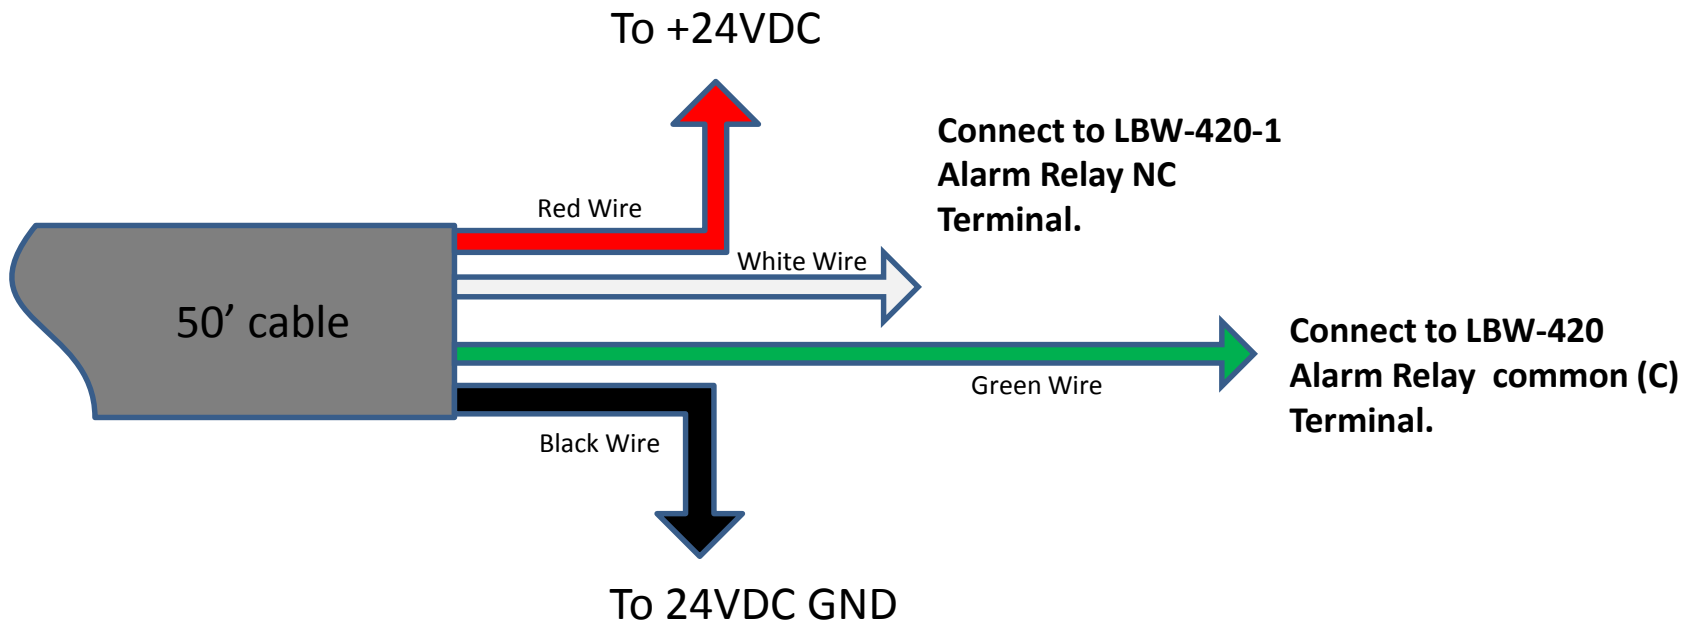 To +24VDC
Connect to LBW-420-1
Alarm Relay NC
Terminal.
Red Wire
White Wire
50’ cable
Connect to LBW-420
Alarm Relay  common (C)
Terminal.
Green Wire
Black Wire
To 24VDC GND